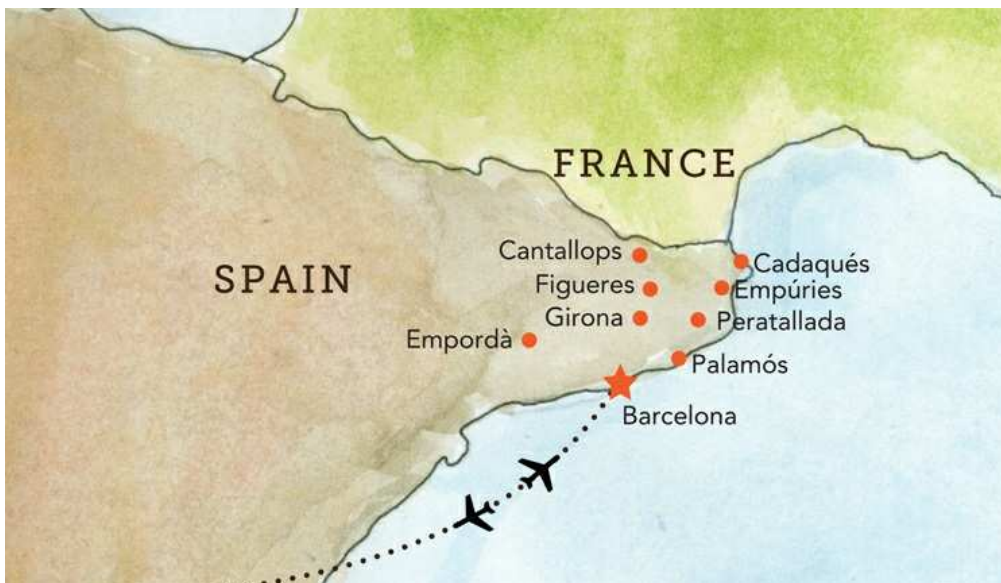 FRANCE
SPAIN
Cantallops
Cadaqués
Figueres
Empúries
Girona
Peratallada
Empordà
Palamós
Barcelona